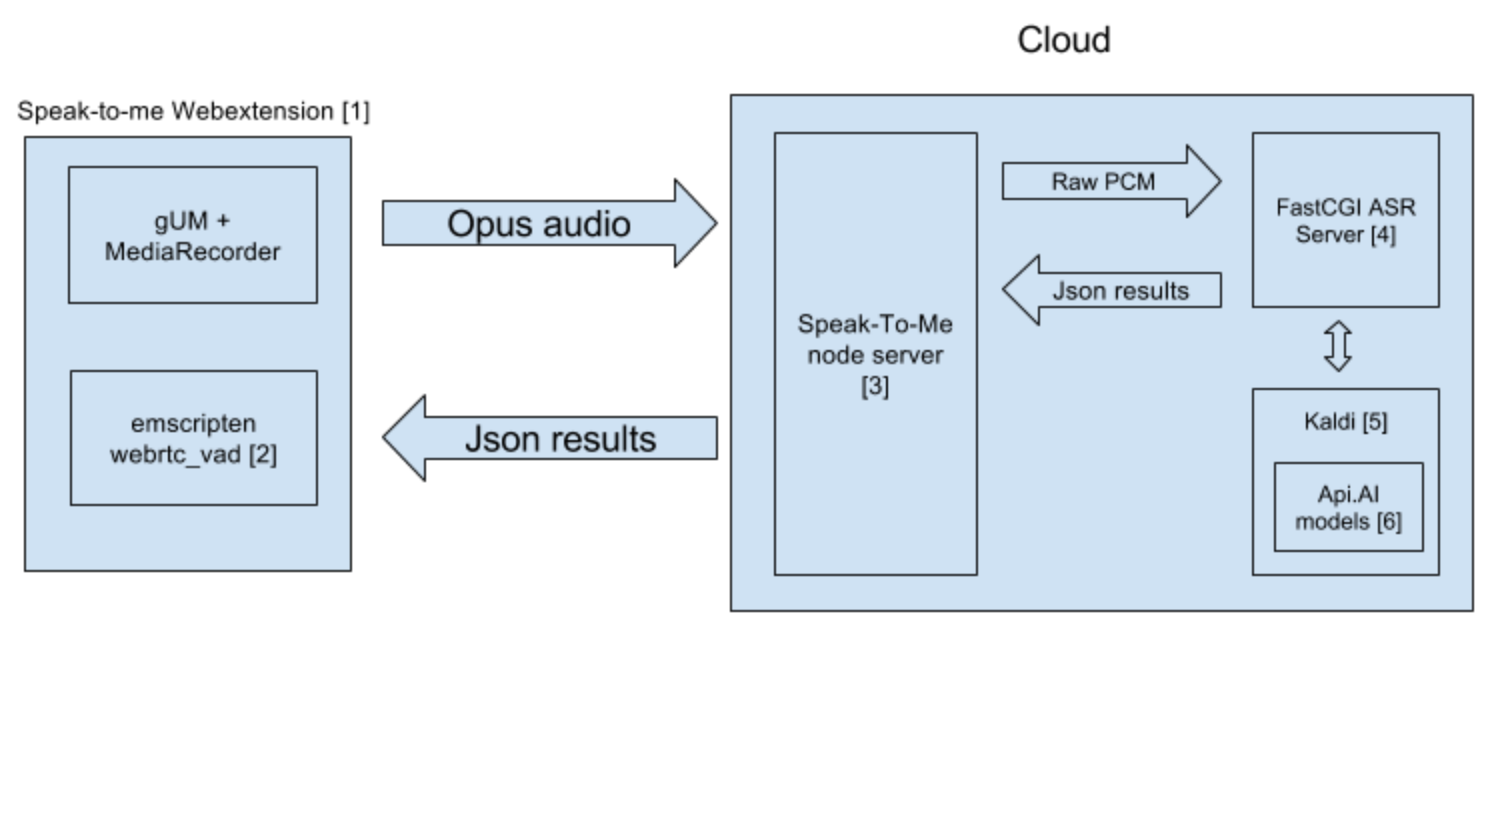 Cloud
Speak-to-me Webextension [1]
gUM +
MediaRecorder
emscripten
webrtc_vad [2]
Opus audio
Json results
Speak-To-Me
node server
[3]
Raw PCM
Json results
FastCGI ASR
Server [4]
Kaldi [5]
Api.AI
models [6]